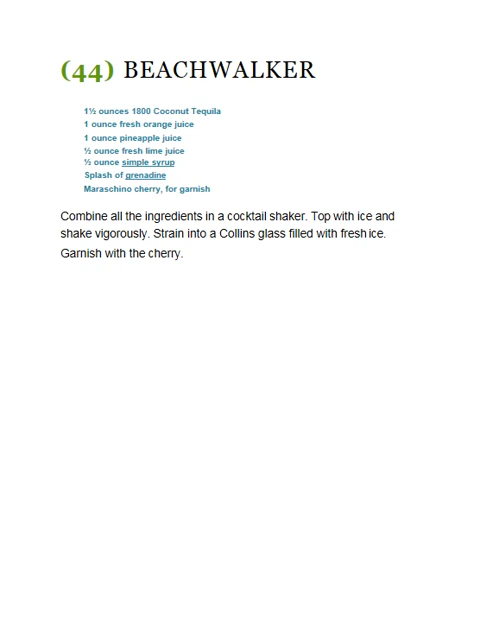 (44) BEACHWALKER
1½ ounces 1800 Coconut Tequila
1 ounce fresh orange juice
1 ounce pineapple juice
½ ounce fresh lime juice
½ ounce simple syrup
Splash of grenadine
Maraschino cherry, for garnish
Combine all the ingredients in a cocktail shaker. Top with ice and
shake vigorously. Strain into a Collins glass filled with fresh ice.
Garnish with the cherry.